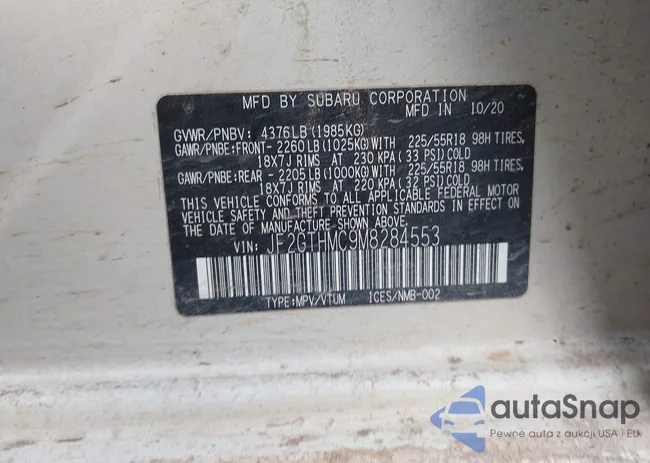 MFD BY SUBARU CORPORATION
MFD IN 10/20
GVWR/PNBV: 4376LB(1985KG)
GAWR/PNBE:FRONT- 2260LB(1025KG)WITH 225/55R18 98H TIRES,
18X7J RIMS AT 230 KPA(33 PSI)COLD
GAWR/PNBE:REAR - 2205LB(1000KG)WITH 225/55R18 98H TIRES,
18X7J RIMS AT 220 KPA(32 PSI)COLD
THIS VEHICLE CONFORMS TO ALL APPLICABLE FEDERAL MOTOR
VEHICLE SAFETY AND BUMPER STANDARDS IN EFFECT ON
THE DATE OF MANUFACTURE SHOWN ABOVE.
VIN: JF2GTHMC9M8284553
TYPE:MPV/VTUM ICES/NMB-002
autoSnap
Pewne auta z aukcji USA i EU